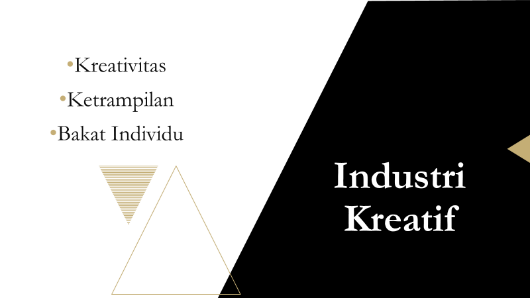 •Kreativitas
•Ketrampilan
•Bakat Individu
Industri
Kreatif